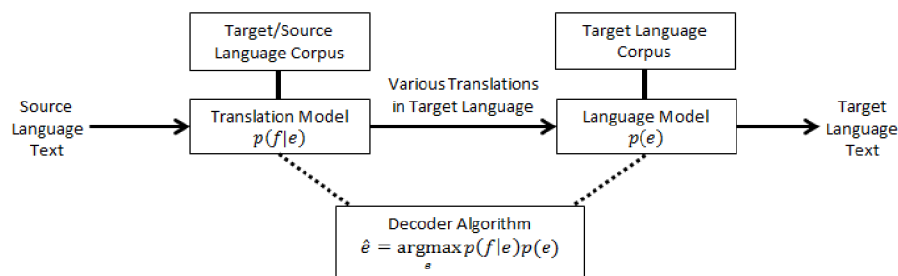 Target/Source
Language Corpus
Target Language
Corpus
Various Translations
in Target Language
Source
Language
Text
Translation Model
p(f|e)
Language Model
p(e)
Target
Language
Text
Decoder Algorithm
ê = argmax p(f|e)p(e)
e